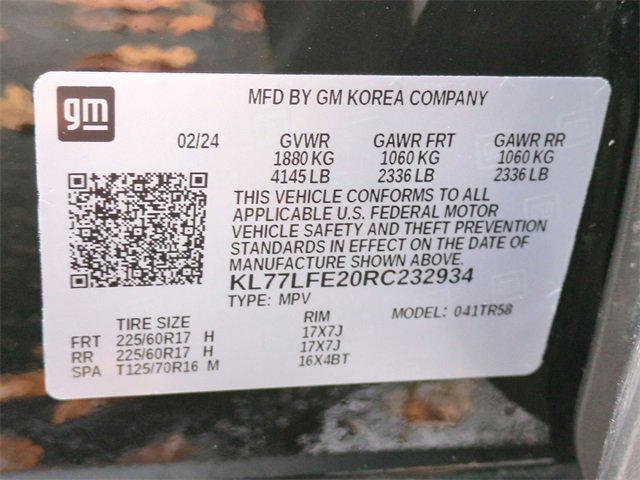 gm
MFD BY GM KOREA COMPANY
02/24 GVWR GAWR FRT GAWR RR
1880 KG 1060 KG 1060 KG
4145 LB 2336 LB 2336 LB
THIS VEHICLE CONFORMS TO ALL
APPLICABLE U.S. FEDERAL MOTOR
VEHICLE SAFETY AND THEFT PREVENTION
STANDARDS IN EFFECT ON THE DATE OF
MANUFACTURE SHOWN ABOVE.
KL77LFE20RC232934
TYPE: MPV MODEL: 041TR58
TIRE SIZE RIM
FRT 225/60R17 H 17X7J
RR 225/60R17 H 17X7J
SPA T125/70R16 M 16X4BT